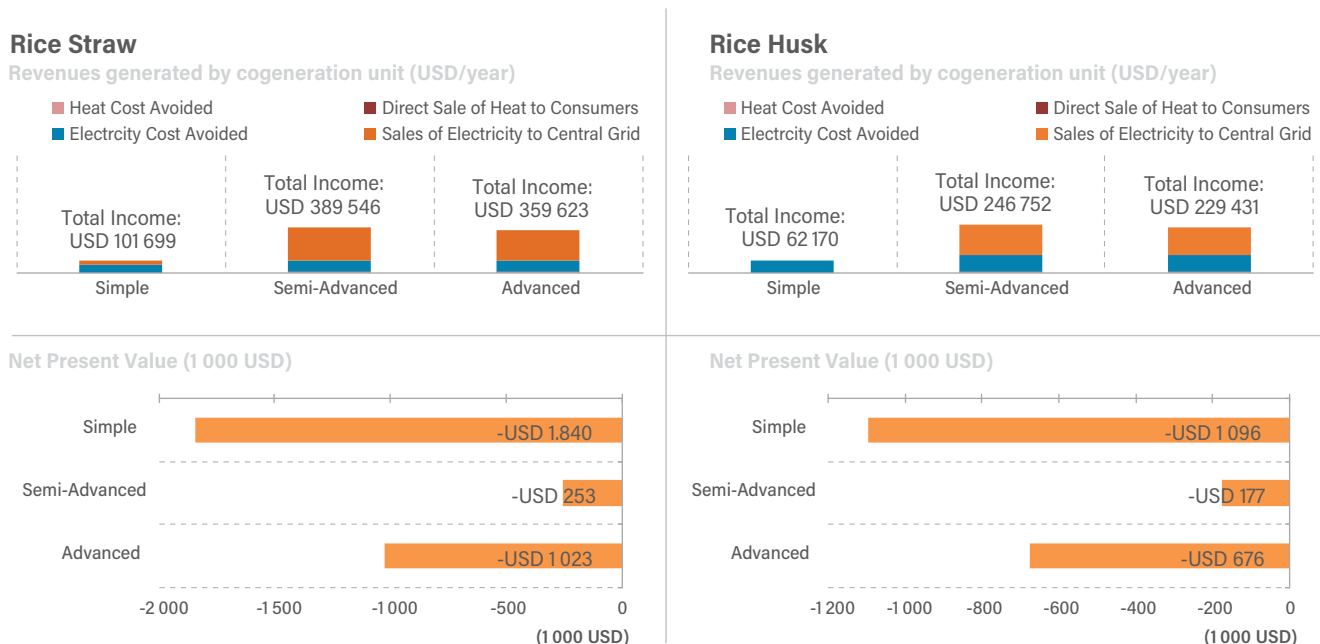 Rice Straw
Revenues generated by cogeneration unit (USD/year)
Heat Cost Avoided
Direct Sale of Heat to Consumers
Electrcity Cost Avoided
Sales of Electricity to Central Grid
Total Income:
USD 101 699
Total Income:
USD 389 546
Total Income:
USD 359 623
Simple
Semi-Advanced
Advanced
Rice Husk
Revenues generated by cogeneration unit (USD/year)
Heat Cost Avoided
Direct Sale of Heat to Consumers
Electrcity Cost Avoided
Sales of Electricity to Central Grid
Total Income:
USD 62 170
Total Income:
USD 246 752
Total Income:
USD 229 431
Simple
Semi-Advanced
Advanced
Net Present Value (1 000 USD)
Simple
-USD 1.840
Semi-Advanced
-USD 253
Advanced
-USD 1 023
-2 000
-1 500
-1 000
-500
0
(1 000 USD)
Net Present Value (1 000 USD)
Simple
-USD 1 096
Semi-Advanced
-USD 177
Advanced
-USD 676
-1 200
-1 000
-800
-600
-400
-200
0
(1 000 USD)